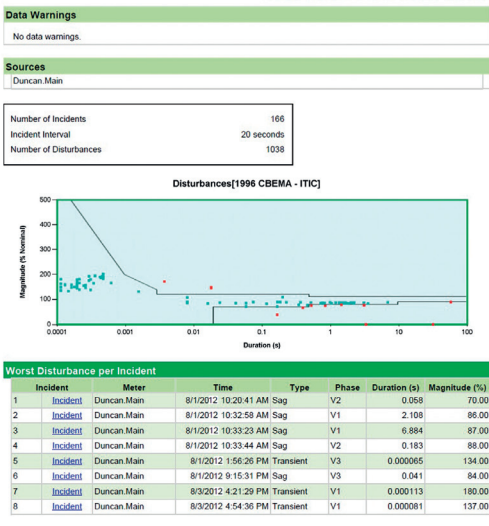 Data Warnings
No data warnings.
Sources
Duncan.Main
Number of Incidents 166
Incident Interval 20 seconds
Number of Disturbances 1038
Disturbances[1996 CBEMA - ITIC]
Magnitude (% Nominal)
500
400
300
200
100
0
0.0001 0.001 0.01 0.1 1 10 100
Duration (s)
Worst Disturbance per Incident
Incident Meter Time Type Phase Duration (s) Magnitude (%)
1 Incident Duncan.Main 8/1/2012 10:20:41 AM Sag V2 0.058 70.00
2 Incident Duncan.Main 8/1/2012 10:32:58 AM Sag V1 2.108 86.00
3 Incident Duncan.Main 8/1/2012 10:33:23 AM Sag V1 6.884 87.00
4 Incident Duncan.Main 8/1/2012 10:33:44 AM Sag V2 0.183 88.00
5 Incident Duncan.Main 8/1/2012 1:56:26 PM Transient V3 0.000065 134.00
6 Incident Duncan.Main 8/1/2012 9:15:31 PM Sag V3 0.041 84.00
7 Incident Duncan.Main 8/3/2012 4:21:29 PM Transient V1 0.000113 180.00
8 Incident Duncan.Main 8/3/2012 4:54:36 PM Transient V1 0.000081 137.00